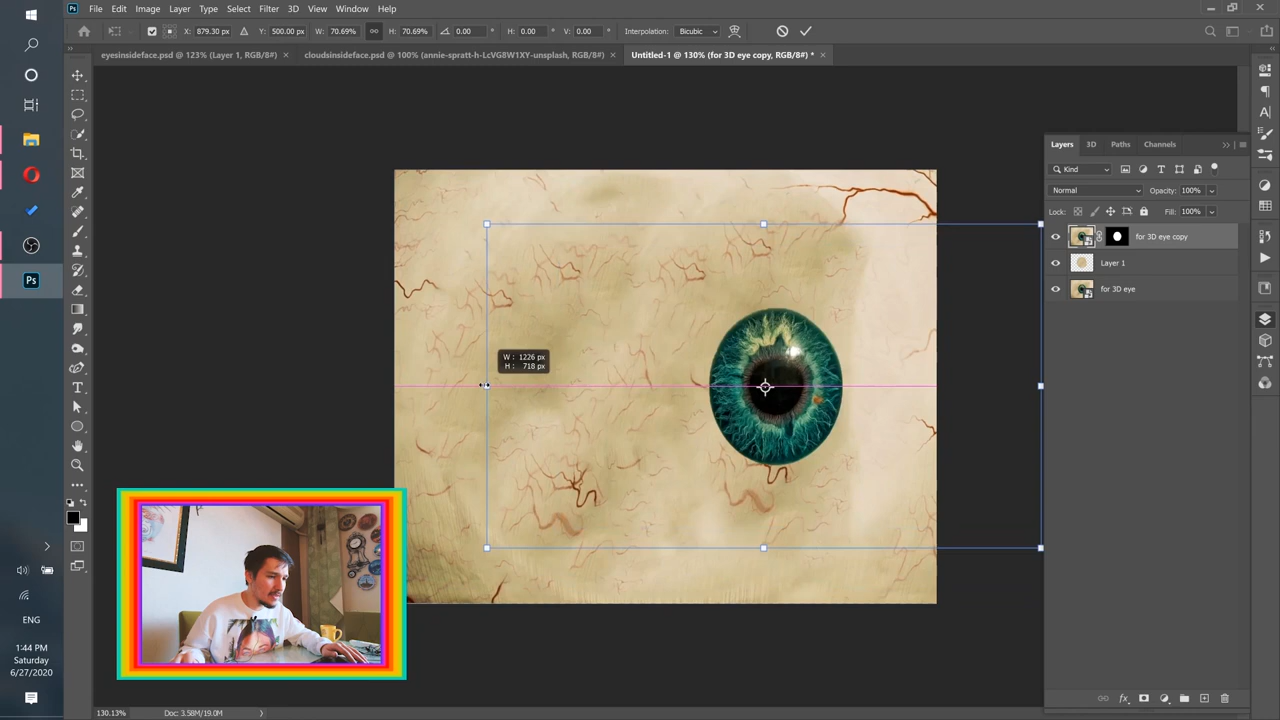 File Edit Image Layer Type Select Filter 3D View Window Help
X: 879.30 px Y: 500.00 px W: 70.69% H: 70.69% 0.00 ° H: 0.00 ° V: 0.00 ° Interpolation: Bicubic
eyesinsideface.psd @ 123% (Layer 1, RGB/8#) × cloudsinsideface.psd @ 100% (annie-spratt-h-LcVG8W1XY-unsplash, RGB/8#) × Untitled-1 @ 130% (for 3D eye copy, RGB/8#) * ×
Layers 3D Paths Channels
Kind
Normal Opacity: 100%
Lock: Fill: 100%
for 3D eye copy
Layer 1
for 3D eye
W: 1226 px
H: 718 px
Ps
T
fx
ENG
1:44 PM
Saturday
6/27/2020
130.13% Doc: 3.58M/19.0M